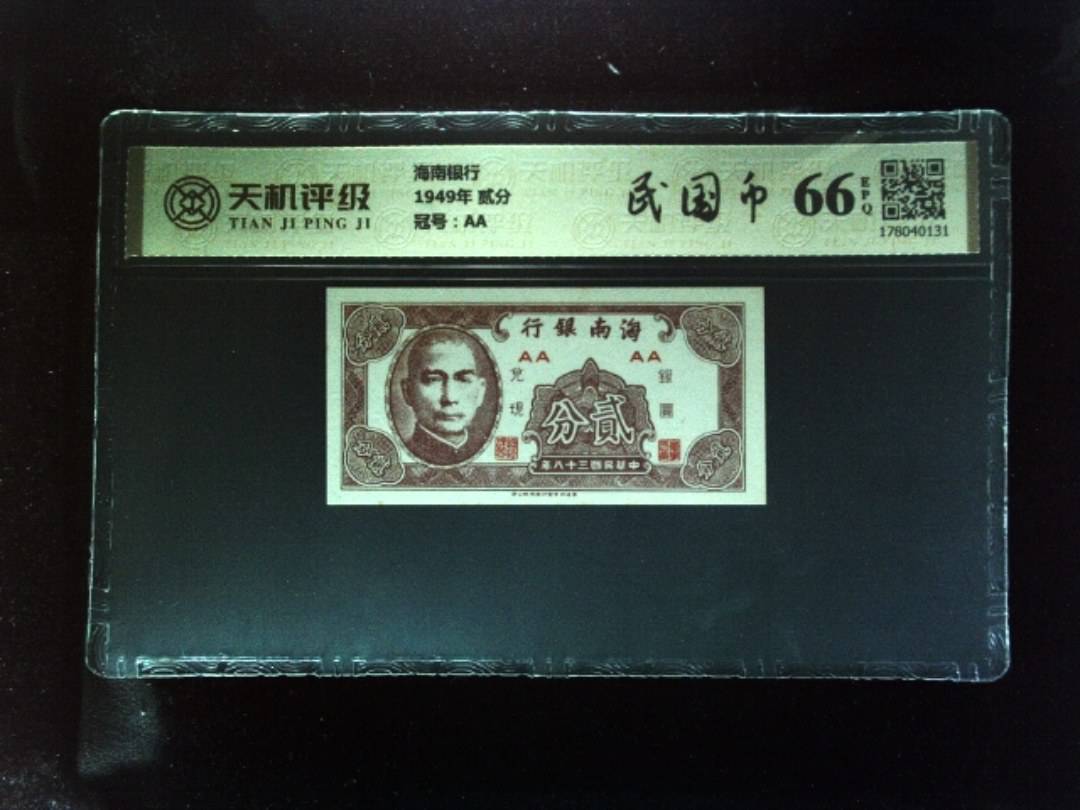 天机评级
TIAN JI PING JI
海南银行
1949年 贰分
冠号：AA
民国币 66 EPQ
178040131
行銀南海
AA AA
兌現
銀圓
分貳
年八十三國民華中